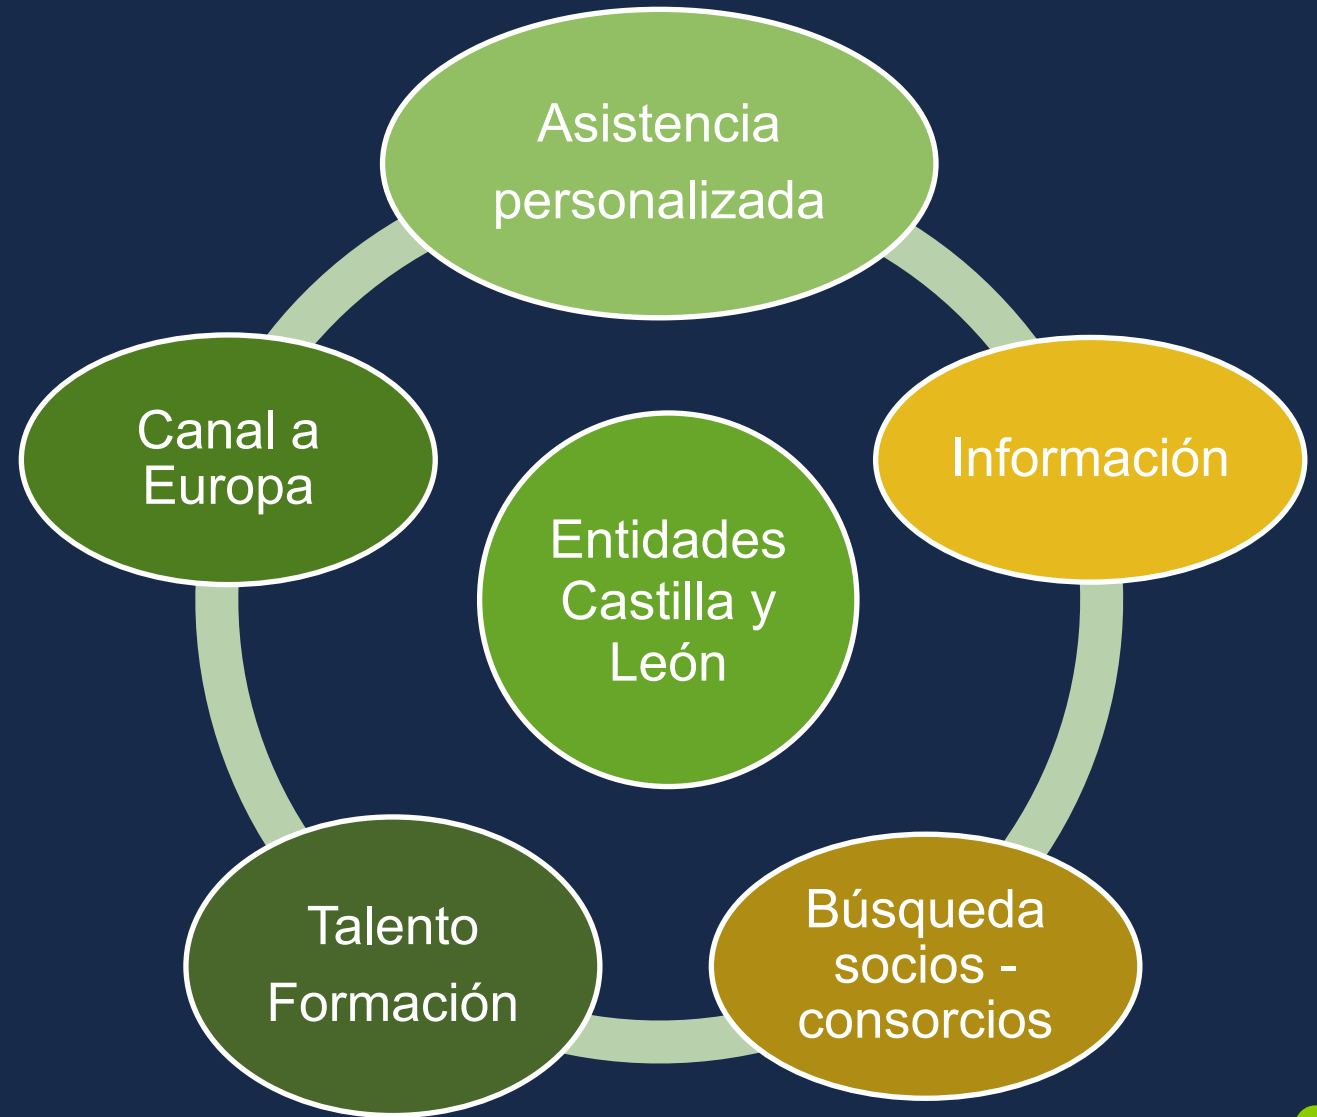 Asistencia
personalizada
Información
Búsqueda
socios -
consorcios
Talento
Formación
Canal a
Europa
Entidades
Castilla y
León